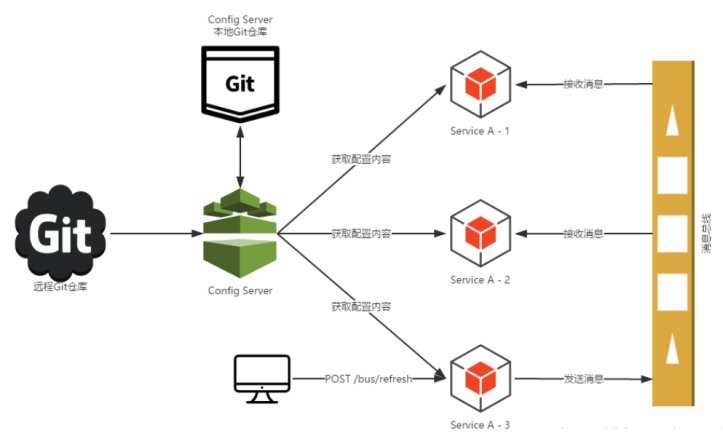 Config Server
本地Git仓库
Git
接收消息
Service A - 1
获取配置内容
Git
获取配置内容
接收消息
消息总线
远程Git仓库
Config Server
Service A - 2
获取配置内容
POST /bus/refresh
发送消息
Service A - 3